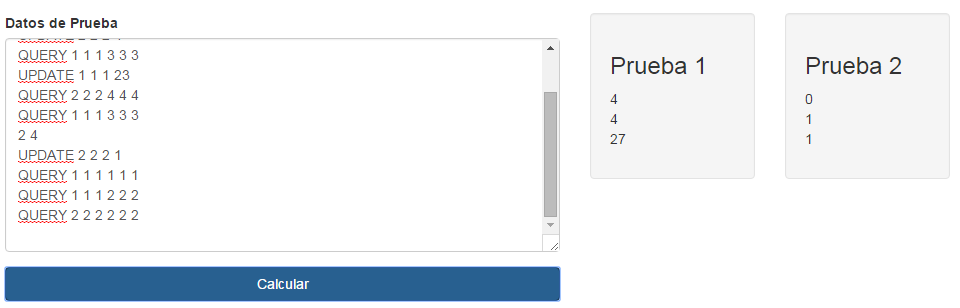 Datos de Prueba
QUERY 1 1 1 3 3 3
UPDATE 1 1 1 23
QUERY 2 2 2 4 4 4
QUERY 1 1 1 3 3 3
2 4
UPDATE 2 2 2 1
QUERY 1 1 1 1 1 1
QUERY 1 1 1 2 2 2
QUERY 2 2 2 2 2 2
Calcular
Prueba 1
4
4
27
Prueba 2
0
1
1